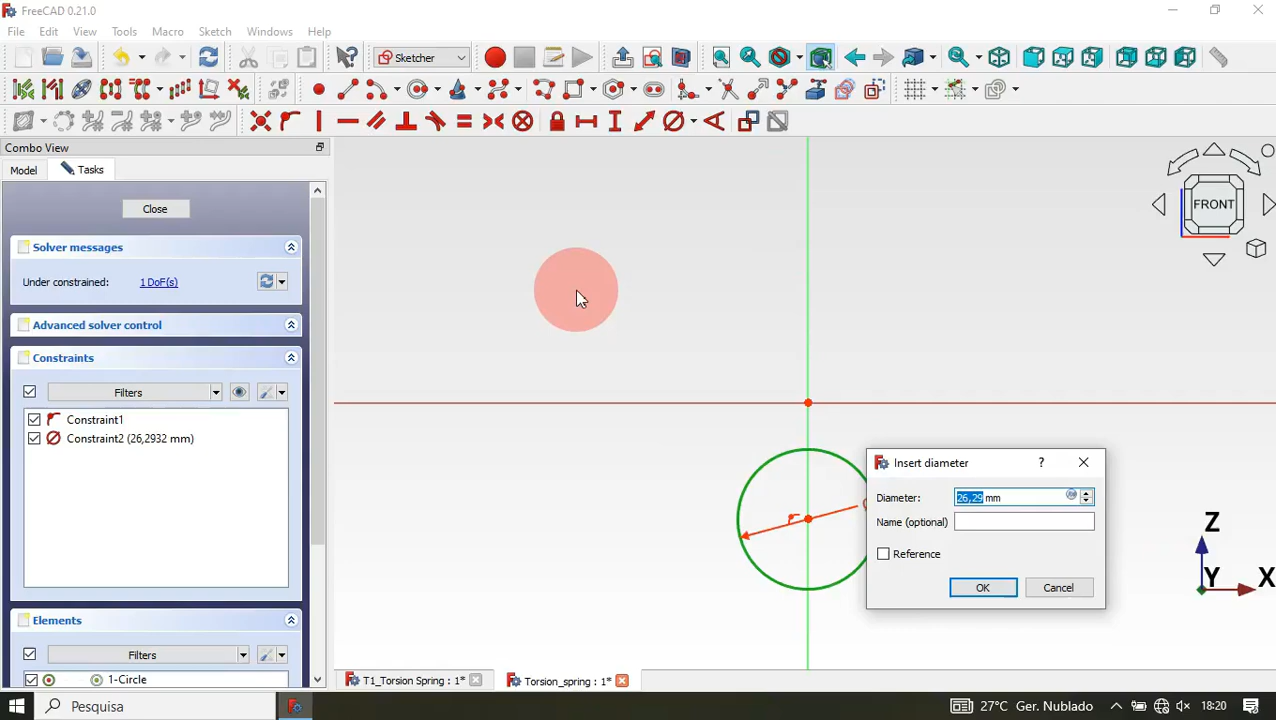 FreeCAD 0.21.0
File Edit View Tools Macro Sketch Windows Help
Sketcher
Combo View
Model Tasks
Close
Solver messages
Under constrained: 1 DoF(s)
Advanced solver control
Constraints
Filters
Constraint1
Constraint2 (26,2932 mm)
Elements
Filters
1-Circle
FRONT
Insert diameter ?
Diameter: 26,29 mm
Name (optional)
Reference
OK Cancel
Z
Y X
T1_Torsion Spring : 1* Torsion_spring : 1*
Pesquisa 27°C Ger. Nublado 18:20